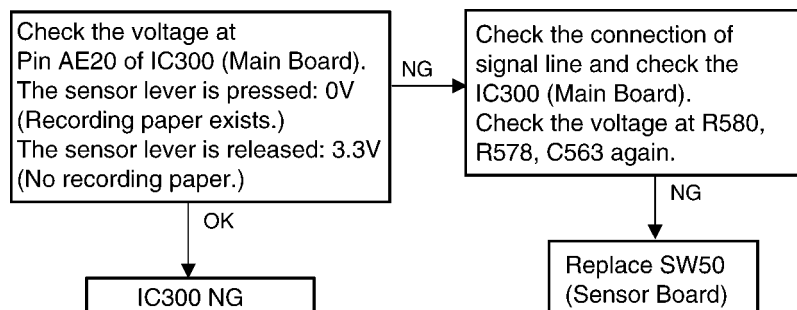 Check the voltage at
Pin AE20 of IC300 (Main Board).
The sensor lever is pressed: 0V
(Recording paper exists.)
The sensor lever is released: 3.3V
(No recording paper.)
NG
Check the connection of
signal line and check the
IC300 (Main Board).
Check the voltage at R580,
R578, C563 again.
OK
NG
IC300 NG
Replace SW50
(Sensor Board)